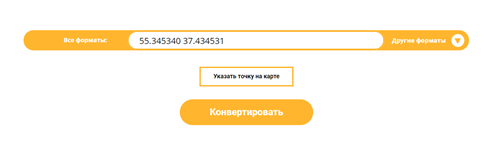 Все форматы: 55.345340 37.434531 Другие форматы
Указать точку на карте
Конвертировать